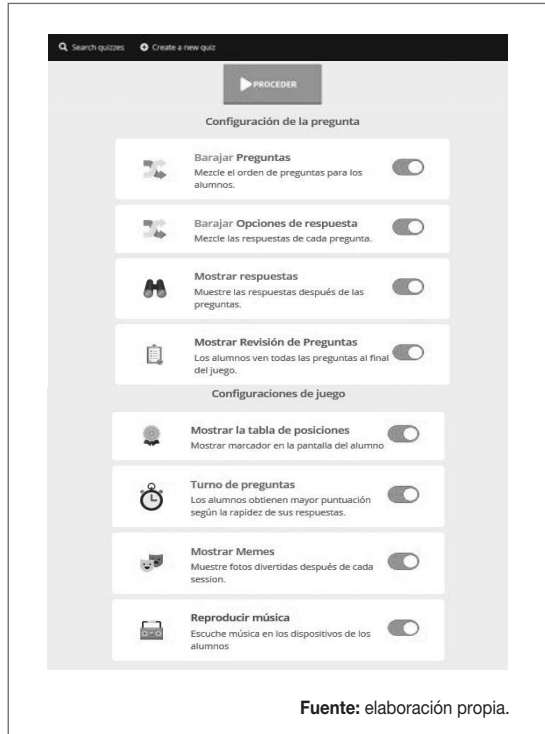 Search quizzes Create a new quiz
PROCEDER
Configuración de la pregunta
Barajar Preguntas
Mezcle el orden de preguntas para los
alumnos.
Barajar Opciones de respuesta
Mezcle las respuestas de cada pregunta.
Mostrar respuestas
Muestre las respuestas después de las
preguntas.
Mostrar Revisión de Preguntas
Los alumnos ven todas las preguntas al final
del juego.
Configuraciones de juego
Mostrar la tabla de posiciones
Mostrar marcador en la pantalla del alumno
Turno de preguntas
Los alumnos obtienen mayor puntuación
según la rapidez de sus respuestas.
Mostrar Memes
Muestre fotos divertidas después de cada
session.
Reproducir música
Escuche música en los dispositivos de los
alumnos
Fuente: elaboración propia.